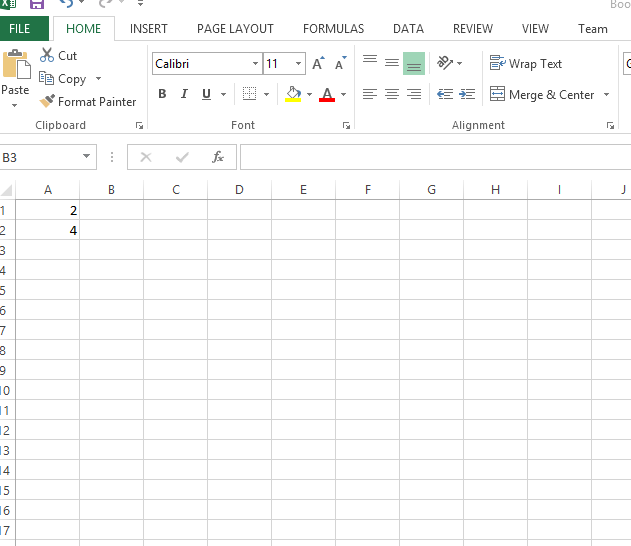 Boo
FILE HOME INSERT PAGE LAYOUT FORMULAS DATA REVIEW VIEW Team
Cut
Copy
Format Painter
Paste
Calibri 11 A A
B I U A
ab
Wrap Text
Merge & Center
Clipboard Font Alignment
B3 fx
A B C D E F G H I J
1 2
2 4
3
4
5
6
7
8
9
10
11
12
13
14
15
16
17